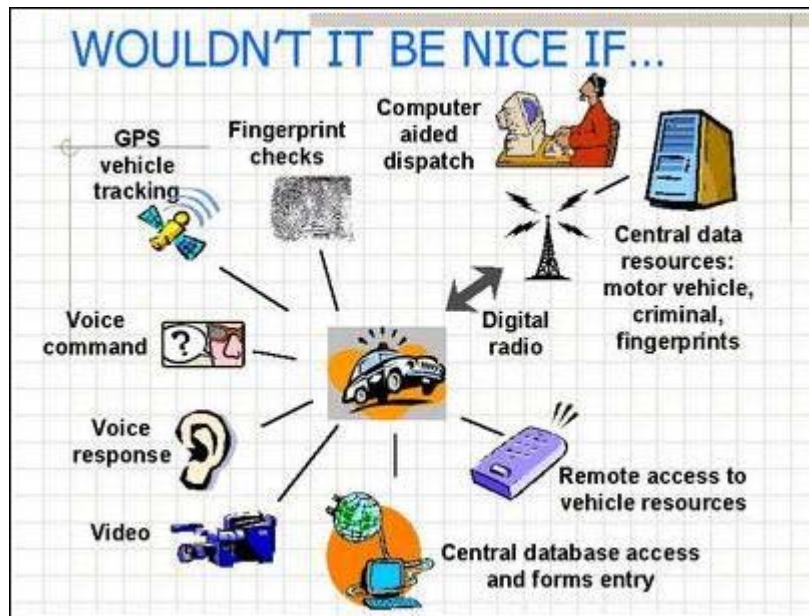 WOULDN'T IT BE NICE IF...
GPS
vehicle
tracking
Fingerprint
checks
Computer
aided
dispatch
Central data
resources:
motor vehicle,
criminal,
fingerprints
Digital
radio
Voice
command
?
Voice
response
Video
Remote access to
vehicle resources
Central database access
and forms entry